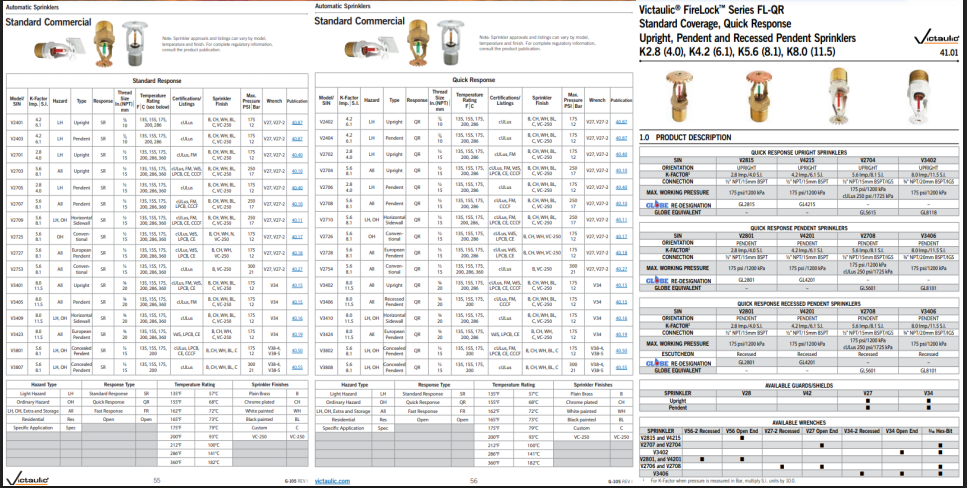 Automatic Sprinklers
Standard Commercial
Note: Sprinkler approvals and listings can vary by model,
temperature and finish. For complete regulatory information,
consult the product publication.
Standard Response
Model/ SIN K-Factor Imp. | S.I. Hazard Type Response Thread Size in.(NPT) mm Temperature Rating F | C (see below) Certifications/ Listings Sprinkler Finish Max. Pressure PSI | Bar Wrench Publication
V2401 4.2 6.1 LH Upright SR 15 135, 155, 175, 200, 286 cULus B, CH, WH, BL, C, VC-250 175 12 V27, V27-2 40.87
V2403 4.2 6.1 LH Pendent SR 15 135, 155, 175, 200, 286 cULus B, CH, WH, BL, C, VC-250 175 12 V27, V27-2 40.87
V2701 2.8 4.0 LH Upright SR ½ 15 135, 155, 175, 200, 286, 360 cULus, FM B, CH, WH, BL, C, VC-250 175 12 V27, V27-2 40.40
V2703 5.6 8.1 All Upright SR ½ 15 135, 155, 175, 200, 286, 360 cULus, FM, VdS, LPCB, CE, CCCF B, CH, WH, BL, C, VC-250 250 17 V27, V27-2 40.10
V2705 2.8 4.0 LH Pendent SR ½ 15 135, 155, 175, 200, 286, 360 B, CH, WH, BL, C, VC-250 175 12 V27, V27-2 40.40
V2707 5.6 8.1 All Pendent SR ½ 15 135, 155, 175, 200, 286, 360 B, CH, WH, BL, C, VC-250 250 17 V27, V27-2 40.10
V2709 5.6 8.1 LH, OH Horizontal Sidewall SR ½ 15 135, 155, 175, 200, 286, 360 cULus, FM, VdS, LPCB, CE, CCCF B, CH, WH, BL, C, VC-250 250 17 V27, V27-2 40.11
V2725 5.6 8.1 OH Conven- tional SR ½ 15 135, 155, 175, 200, 286, 360 cULus, VdS, LPCB, CE B, CH, WH, VC-250 175 12 V27, V27-2 40.17
V2727 5.6 8.1 All European Pendent SR ½ 15 135, 155, 175, 200, 286, 360 cULus, VdS, LPCB, CE B, CH, WH, VC-250 175 12 V27, V27-2 40.18
V2753 5.6 8.1 All Conven- tional SR ½ 15 135, 155, 175, 200, 286, 360 cULus B, VC-250 300 21 V27, V27-2 40.27
V3401 8.0 11.5 All Upright SR ¾ 20 135, 155, 175, 200, 286, 360 cULus, FM, VdS, LPCB, CE B, CH, WH, BL, C, VC-250 175 12 V34 40.15
V3405 8.0 11.5 All Pendent SR ¾ 20 135, 155, 175, 200, 286, 360 cULus, FM B, CH, WH, BL, C, VC-250 175 12 V34 40.15
V3409 8.0 11.5 LH, OH Horizontal Sidewall SR ¾ 20 135, 155, 175, 200, 286, 360 B, CH, WH, BL, C, VC-250 175 12 V34 40.16
V3423 8.0 11.5 All European Pendent SR ¾ 20 135, 155, 175, 200, 286, 360 VdS, LPCB, CE B, CH, WH, C, VC-250 175 12 V34 40.19
V3801 5.6 8.1 LH, OH Concealed Pendent SR ½ 15 135, 155, 175, 200 cULus, LPCB, CE, CCCF B, CH, WH, BL, C 175 12 V38-4, V38-5 40.50
V3807 5.6 8.1 LH, OH Concealed Pendent SR ½ 15 135, 155, 175, 200, 286 cULus B, CH, WH, BL, C 300 21 V38-4, V38-5 40.55
Hazard Type Response Type Temperature Rating Sprinkler Finishes
Light Hazard LH Standard Response SR 135°F 57°C Plain Brass B
Ordinary Hazard OH Quick Response QR 155°F 68°C Chrome plated CH
LH, OH, Extra and Storage All Fast Response FR 162°F 72°C White painted WH
Residential Res Open Open 165°F 73°C Black painted BL
Specific Application Spec 175°F 79°C Custom C
200°F 93°C VC-250 VC-250
212°F 100°C
286°F 141°C
360°F 182°C
Victaulic
55
G-105 REV
Automatic Sprinklers
Standard Commercial
Note: Sprinkler approvals and listings can vary by model,
temperature and finish. For complete regulatory information,
consult the product publication.
Quick Response
Model/ SIN K-Factor Imp. | S.I. Hazard Type Response Thread Size in.(NPT) mm Temperature Rating F | C Certifications/ Listings Sprinkler Finish Max. Pressure PSI | Bar Wrench Publication
V2402 4.2 6.1 LH Upright QR 135, 155, 175, 200, 286 cULus B, CH, WH, BL, C, VC-250 175 12 V27, V27-2 40.87
V2404 4.2 6.1 LH Pendent QR 135, 155, 175, 200, 286 cULus B, CH, WH, BL, C, VC-250 175 12 V27, V27-2 40.87
V2702 2.8 4.0 LH Upright QR ½ 15 135, 155, 175, 200, 286 cULus B, CH, WH, BL, C, VC-250 175 12 V27, V27-2 40.40
V2704 5.6 8.1 All Upright QR ½ 15 135, 155, 175, 200, 286 cULus, FM, VdS, LPCB, CE, CCCF B, CH, WH, BL, C, VC-250 250 17 V27, V27-2 40.10
V2706 2.8 4.0 LH Pendent QR ½ 15 135, 155, 175, 200, 286 cULus B, CH, WH, BL, C, VC-250 175 12 V27, V27-2 40.40
V2708 5.6 8.1 All Pendent QR ½ 15 135, 155, 175, 200, 286 cULus, FM, CCCF B, CH, WH, BL, C, VC-250 250 17 V27, V27-2 40.10
V2710 5.6 8.1 LH, OH Horizontal Sidewall QR ½ 15 135, 155, 175, 200, 286 cULus, FM, VdS, LPCB, CE, CCCF B, CH, WH, BL, C, VC-250 250 17 V27, V27-2 40.11
V2726 5.6 8.1 OH Conven- tional QR ½ 15 135, 155, 175, 200, 286 cULus, VdS, LPCB, CE B, CH, WH, VC-250 175 12 V27, V27-2 40.17
V2728 5.6 8.1 All European Pendent QR ½ 15 135, 155, 175, 200, 286 cULus, VdS, LPCB, CE B, CH, WH, VC-250 175 12 V27, V27-2 40.18
V2754 5.6 8.1 All Conven- tional QR ½ 15 135, 155, 175, 200, 286, 360 cULus B, VC-250 300 21 V27, V27-2 40.27
V3402 8.0 11.5 All Upright QR ¾ 20 135, 155, 175, 200, 286 cULus, FM, VdS, LPCB, CE B, CH, WH, BL, C, VC-250 175 12 V34 40.15
V3406 8.0 11.5 All Recessed Pendent QR ¾ 20 135, 155, 175, 200 cULus, FM, CCCF B, CH, WH, BL, C, VC-250 175 12 V34 40.15
V3410 8.0 11.5 LH, OH Horizontal Sidewall QR ¾ 20 135, 155, 175, 200, 286 B, CH, WH, BL, C, VC-250 175 12 V34 40.16
V3424 8.0 11.5 All European Pendent QR ¾ 20 135, 155, 175, 200, 286 VdS, LPCB, CE B, CH, WH, C, VC-250 175 12 V34 40.19
V3802 5.6 8.1 LH, OH Concealed Pendent QR ½ 15 135, 155, 175, 200 cULus, FM, LPCB, CE, CCCF B, CH, WH, BL, C 175 12 V38-4, V38-5 40.50
V3808 5.6 8.1 LH, OH Concealed Pendent QR ½ 15 135, 155, 175, 200, 286 cULus B, CH, WH, BL, C 300 21 V38-4, V38-5 40.55
Hazard Type Response Type Temperature Rating Sprinkler Finishes
Light Hazard LH Standard Response SR 135°F 57°C Plain Brass B
Ordinary Hazard OH Quick Response QR 155°F 68°C Chrome plated CH
LH, OH, Extra and Storage All Fast Response FR 162°F 72°C White painted WH
Residential Res Open Open 165°F 73°C Black painted BL
Specific Application Spec 175°F 79°C Custom C
200°F 93°C VC-250 VC-250
212°F 100°C
286°F 141°C
360°F 182°C
victaulic.com
56
G-105 REV
Victaulic® FireLock™ Series FL-QR
Standard Coverage, Quick Response
Upright, Pendent and Recessed Pendent Sprinklers
K2.8 (4.0), K4.2 (6.1), K5.6 (8.1), K8.0 (11.5)
Victaulic
41.01
1.0 PRODUCT DESCRIPTION
QUICK RESPONSE UPRIGHT SPRINKLERS
SIN V2815 V4215 V2704 V3402
ORIENTATION UPRIGHT UPRIGHT UPRIGHT UPRIGHT
K-FACTOR¹ 2.8 Imp./4.0 S.I. 4.2 Imp./6.1 S.I. 5.6 Imp./8.1 S.I. 8.0 Imp./11.5 S.I.
CONNECTION ½" NPT/15mm BSPT ½" NPT/15mm BSPT ½" NPT/15mm BSPT/IGS ¾" NPT/20mm BSPT/IGS
MAX. WORKING PRESSURE 175 psi/1200 kPa 175 psi/1200 kPa 175 psi/1200 kPa cULus 250 psi/1725 kPa 175 psi/1200 kPa
GLOBE RE-DESIGNATION GL2815 GL4215 – –
GLOBE EQUIVALENT – – GL5615 GL8118
QUICK RESPONSE PENDENT SPRINKLERS
SIN V2801 V4201 V2708 V3406
ORIENTATION PENDENT PENDENT PENDENT PENDENT
K-FACTOR² 2.8 Imp./4.0 S.I. 4.2 Imp./6.1 S.I. 5.6 Imp./8.1 S.I. 8.0 Imp./11.5 S.I.
CONNECTION ½" NPT/15mm BSPT ½" NPT/15mm BSPT ½" NPT/15mm BSPT/IGS ¾" NPT/20mm BSPT/IGS
MAX. WORKING PRESSURE 175 psi /1200 kPa 175 psi /1200 kPa 175 psi /1200 kPa cULus 250 psi/1725 kPa 175 psi/1200 kPa
GLOBE RE-DESIGNATION GL2801 GL4201 – –
GLOBE EQUIVALENT – – GL5601 GL8101
QUICK RESPONSE RECESSED PENDENT SPRINKLERS
SIN V2801 V4201 V2708 V3406
ORIENTATION PENDENT PENDENT PENDENT PENDENT
K-FACTOR² 2.8 Imp./4.0 S.I. 4.2 Imp./6.1 S.I. 5.6 Imp./8.1 S.I. 8.0 Imp./11.5 S.I.
CONNECTION ½" NPT/15mm BSPT ½" NPT/15mm BSPT ½" NPT/15mm BSPT/IGS ¾" NPT/20mm BSPT/IGS
MAX. WORKING PRESSURE 175 psi/1200 kPa 175 psi/1200 kPa 175 psi/1200 kPa cULus 250 psi/1725 kPa 175 psi/1200 kPa
ESCUTCHEON Recessed Recessed Recessed Recessed
GLOBE RE-DESIGNATION GL2801 GL4201 – –
GLOBE EQUIVALENT – – GL5601 GL8101
AVAILABLE GUARDS/SHIELDS
SPRINKLER V28 V42 V27 V34
Upright ■ ■
Pendent ■ ■
AVAILABLE WRENCHES
SPRINKLER V56-2 Recessed V56 Open End V27-2 Recessed V27 Open End V34-2 Recessed V34 Open End Hex-Bit
V2815 and V4215 ■
V2707 and V2704 ■
V3402 ■ ■
V2801, and V4201 ■ ■
V2706 and V2708 ■ ■
V3406 ■ ■ ■
¹ For K-Factor when pressure is measured in Bar, multiply S.I. units by 10.0.